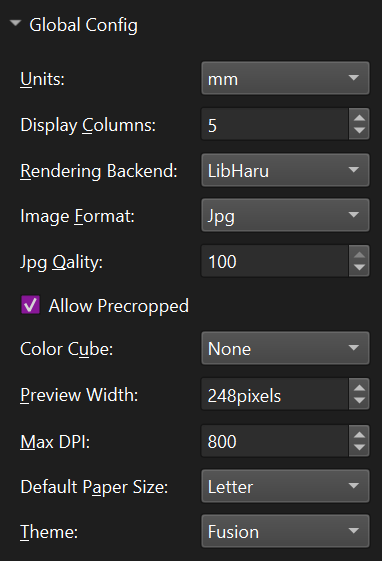 Global Config
Units: mm
Display Columns: 5
Rendering Backend: LibHaru
Image Format: Jpg
Jpg Qality: 100
Allow Precropped
Color Cube: None
Preview Width: 248pixels
Max DPI: 800
Default Paper Size: Letter
Theme: Fusion